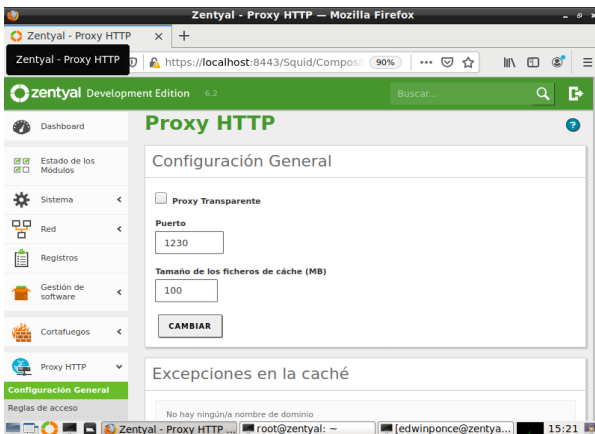 Zentyal - Proxy HTTP — Mozilla Firefox
Zentyal - Proxy HTTP
Zentyal - Proxy HTTP
https://localhost:8443/Squid/Composi
90%
zentyal Development Edition 6.2
Buscar...
Dashboard
Estado de los
Módulos
Sistema
Red
Registros
Gestión de
software
Cortafuegos
Proxy HTTP
Configuración General
Reglas de acceso
Proxy HTTP
Configuración General
Proxy Transparente
Puerto
1230
Tamaño de los ficheros de cáche (MB)
100
CAMBIAR
Excepciones en la caché
No hay ningún/a nombre de dominio
Zentyal - Proxy HTTP ...
root@zentyal: ~
[edwinponce@zentya...
15:21